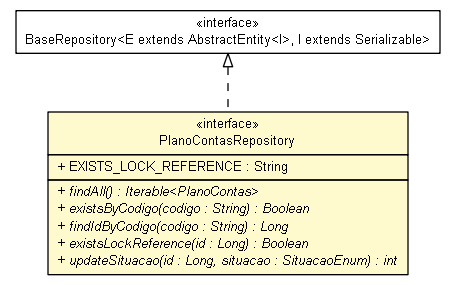 «interface»
BaseRepository<E extends AbstractEntity<I>, I extends Serializable>
«interface»
PlanoContasRepository
+ EXISTS_LOCK_REFERENCE : String
+ findAll() : Iterable<PlanoContas>
+ existsByCodigo(codigo : String) : Boolean
+ findIdByCodigo(codigo : String) : Long
+ existsLockReference(id : Long) : Boolean
+ updateSituacao(id : Long, situacao : SituacaoEnum) : int